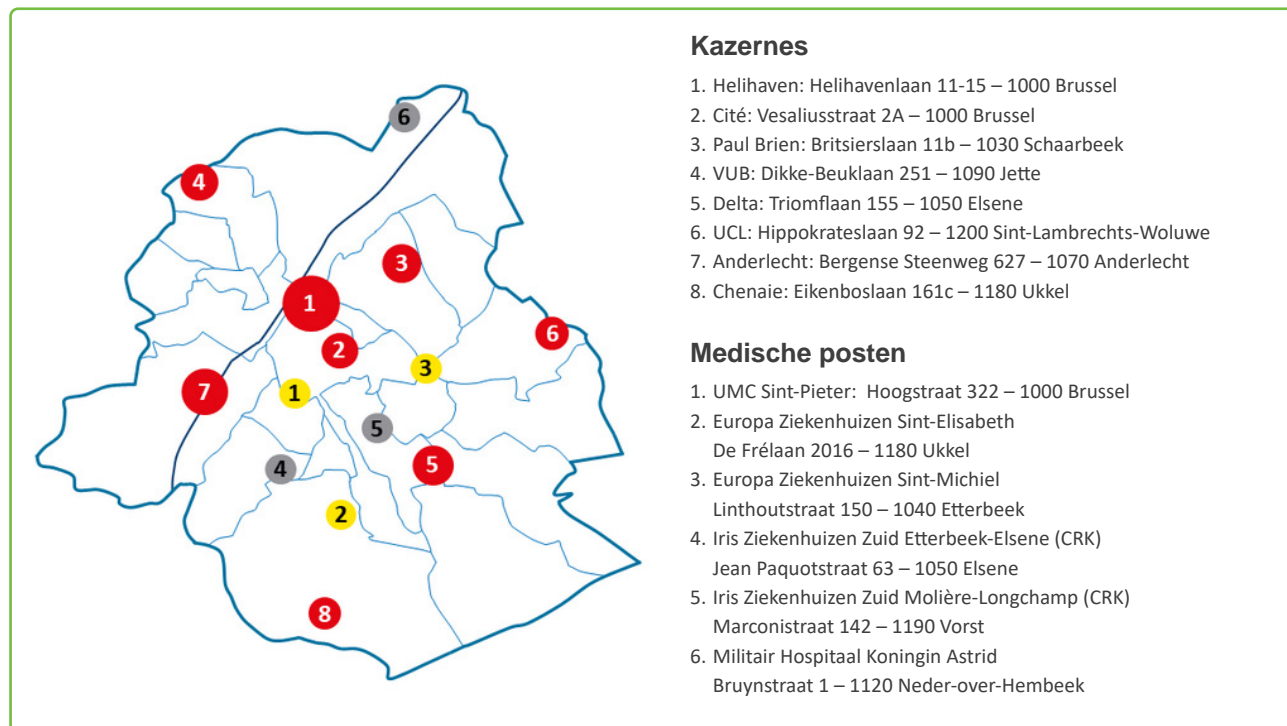 6
4
3
1
2
6
3
7
1
5
4
5
2
8
Kazernes
1. Helihaven: Helihavenlaan 11-15 – 1000 Brussel
2. Cité: Vesaliusstraat 2A – 1000 Brussel
3. Paul Brien: Britsierslaan 11b – 1030 Schaarbeek
4. VUB: Dikke-Beuklaan 251 – 1090 Jette
5. Delta: Triomflaan 155 – 1050 Elsene
6. UCL: Hippokrateslaan 92 – 1200 Sint-Lambrechts-Woluwe
7. Anderlecht: Bergense Steenweg 627 – 1070 Anderlecht
8. Chenaie: Eikenboslaan 161c – 1180 Ukkel
Medische posten
1. UMC Sint-Pieter: Hoogstraat 322 – 1000 Brussel
2. Europa Ziekenhuizen Sint-Elisabeth
De Frélaan 2016 – 1180 Ukkel
3. Europa Ziekenhuizen Sint-Michiel
Linthoutstraat 150 – 1040 Etterbeek
4. Iris Ziekenhuizen Zuid Etterbeek-Elsene (CRK)
Jean Paquotstraat 63 – 1050 Elsene
5. Iris Ziekenhuizen Zuid Molière-Longchamp (CRK)
Marconistraat 142 – 1190 Vorst
6. Militair Hospitaal Koningin Astrid
Bruynstraat 1 – 1120 Neder-over-Hembeek